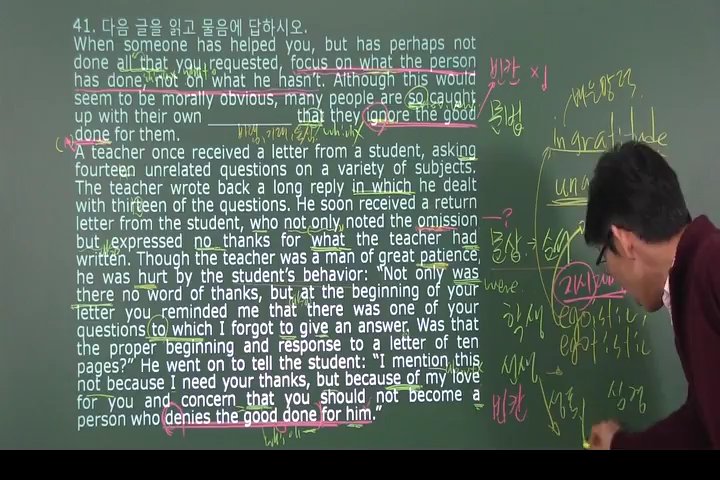 41. 다음 글을 읽고 물음에 답하시오.
When someone has helped you, but has perhaps not
done all that you requested, focus on what the person
has done, not on what he hasn't. Although this would
seem to be morally obvious, many people are so caught
up with their own __________ that they ignore the good
done for them.
A teacher once received a letter from a student, asking
fourteen unrelated questions on a variety of subjects.
The teacher wrote back a long reply in which he dealt
with thirteen of the questions. He soon received a return
letter from the student, who not only noted the omission
but expressed no thanks for what the teacher had
written. Though the teacher was a man of great patience,
he was hurt by the student's behavior: "Not only was
there no word of thanks, but at the beginning of your
letter you reminded me that there was one of your
questions to which I forgot to give an answer. Was that
the proper beginning and response to a letter of ten
pages?" He went on to tell the student: "I mention this
not because I need your thanks, but because of my love
for you and concern that you should not become a
person who denies the good done for him."
빈칸
ingratitude
una
were
학생
egoistic
egotistic
빈칸